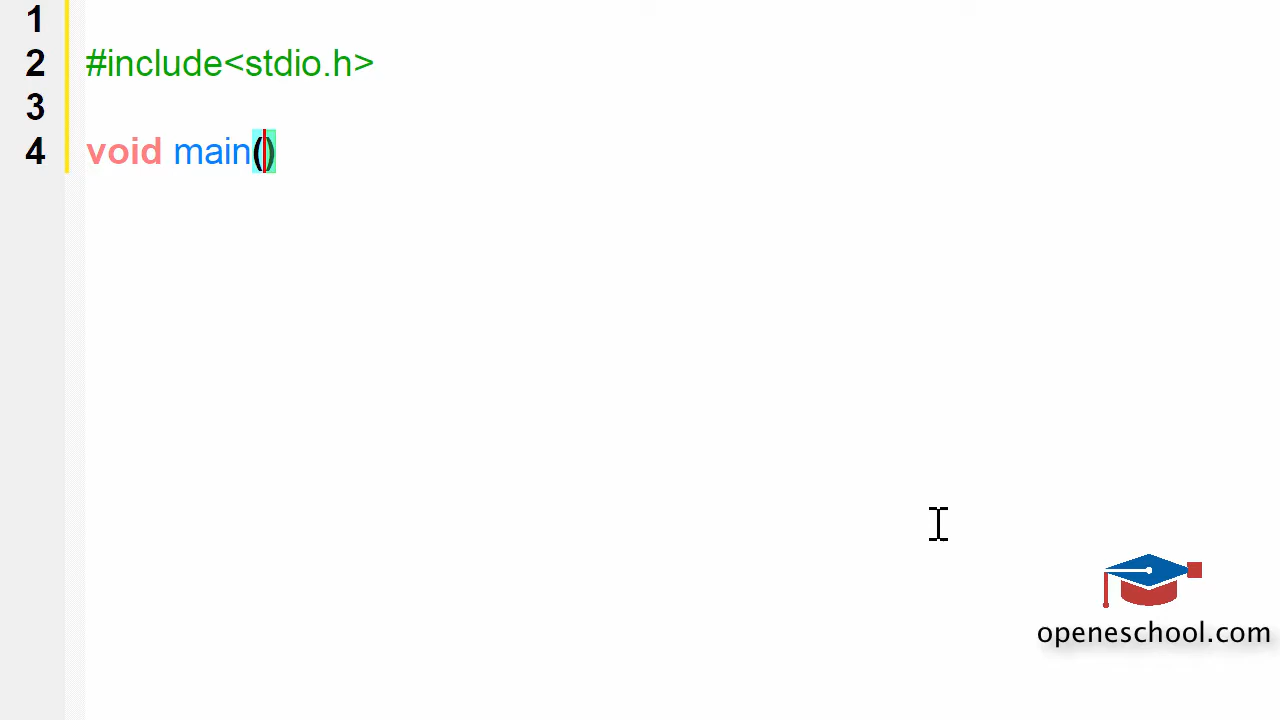 1
2 #include<stdio.h>
3
4 void main()
openeschool.com